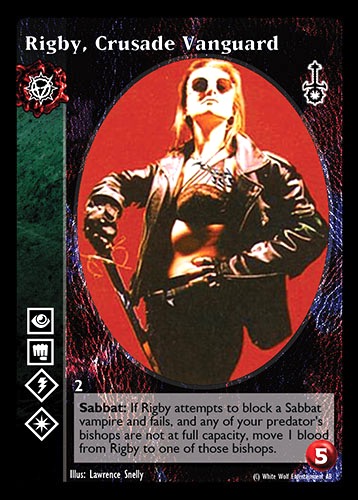 Rigby, Crusade Vanguard
2
Sabbat: If Rigby attempts to block a Sabbat
vampire and fails, and any of your predator's
bishops are not at full capacity, move 1 blood
from Rigby to one of those bishops.
5
Illus: Lawrence Snelly
(C) White Wolf Entertainment AB